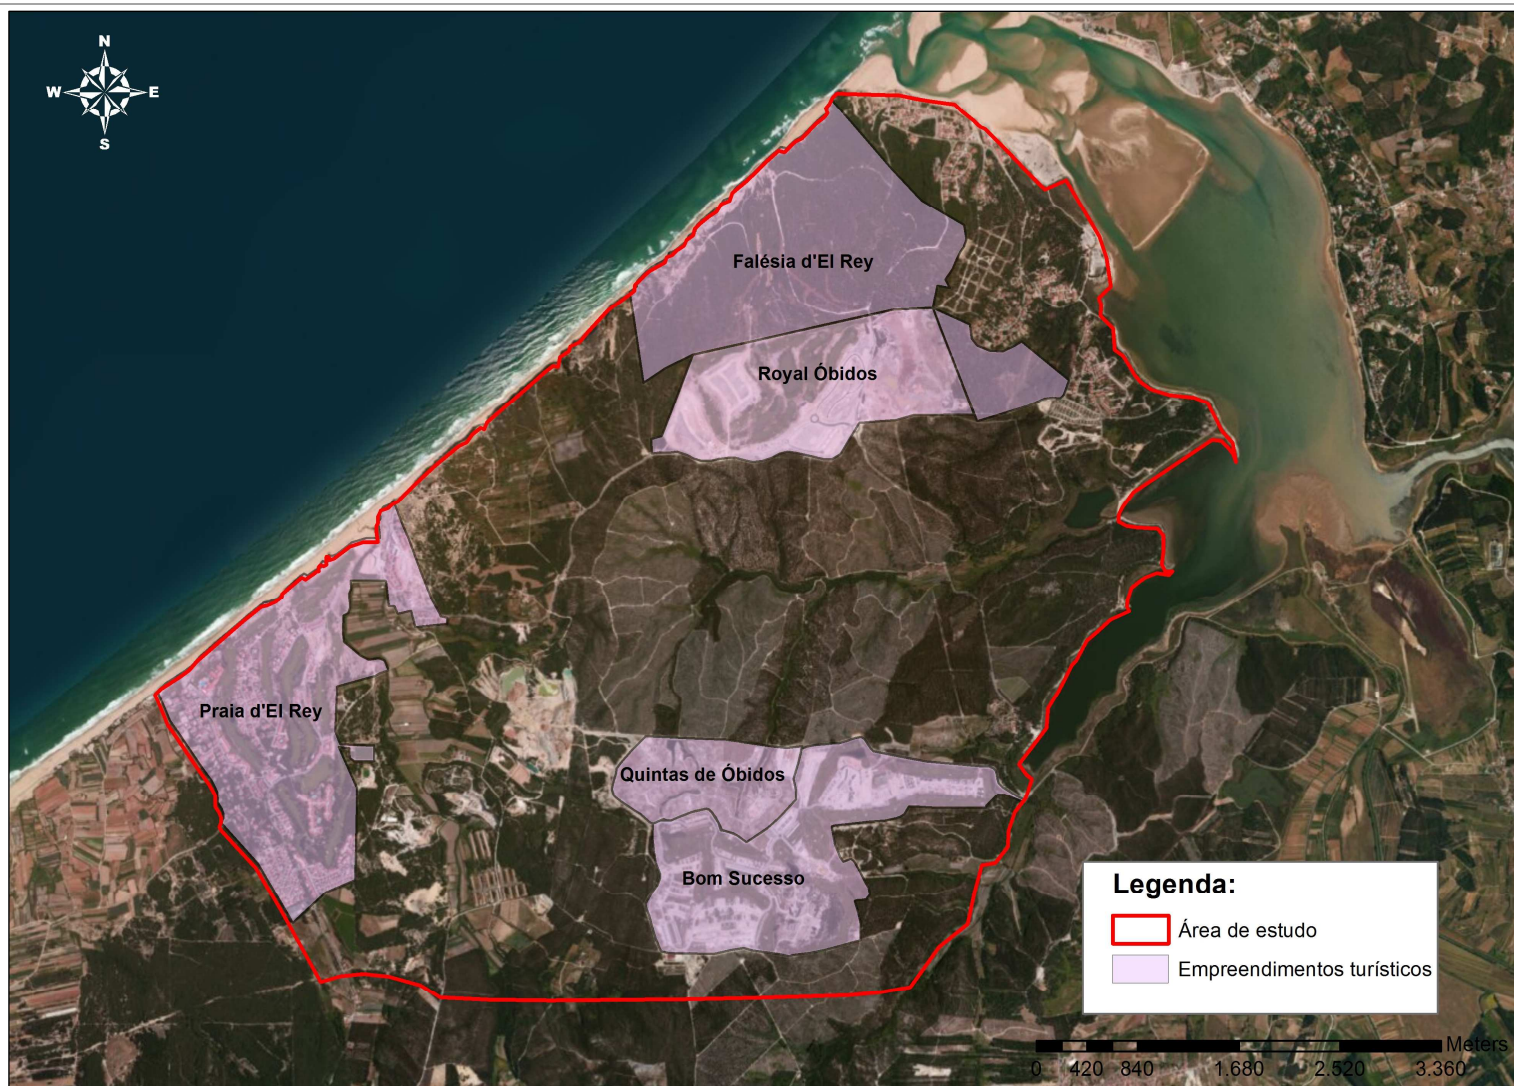 N
W E
S
Falésia d'El Rey
Royal Óbidos
Praia d'El Rey
Quintas de Óbidos
Bom Sucesso
Legenda:
Área de estudo
Empreendimentos turísticos
Meters
0 420 840 1.680 2.520 3.360